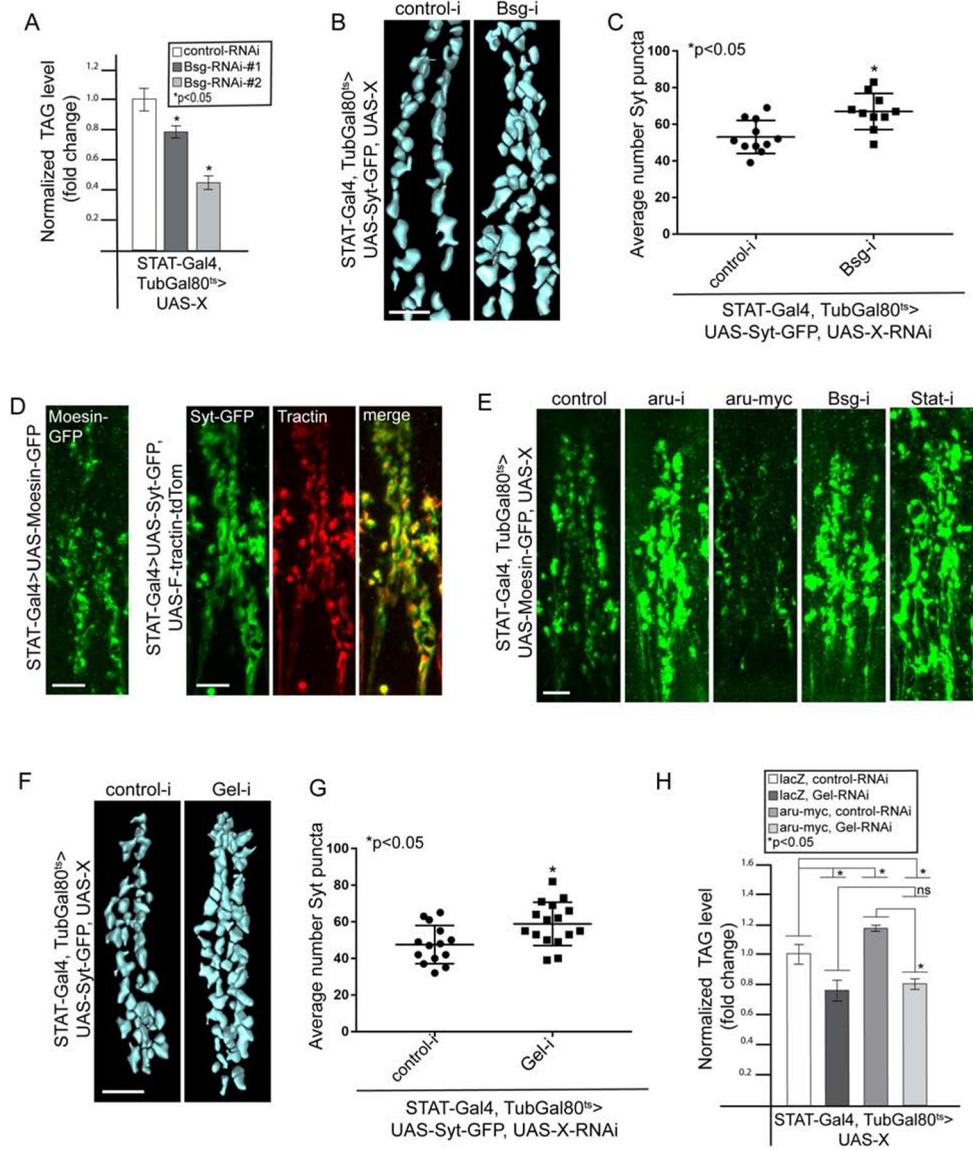 A
control-RNAi
Bsg-RNAi-#1
Bsg-RNAi-#2
*p<0.05
Normalized TAG level
(fold change)
1.2
1.0
0.8
0.6
0.4
0.2
*
*
STAT-Gal4,
TubGal80ts>
UAS-X
B
control-i
Bsg-i
STAT-Gal4, TubGal80ts>
UAS-Syt-GFP, UAS-X
C
*p<0.05
*
Average number Syt puncta
100
80
60
40
20
0
control-i
Bsg-i
STAT-Gal4, TubGal80ts>
UAS-Syt-GFP, UAS-X-RNAi
D
STAT-Gal4>UAS-Moesin-GFP
Moesin-
GFP
STAT-Gal4>UAS-Syt-GFP,
UAS-F-tractin-tdTom
Syt-GFP
Tractin
merge
E
control
aru-i
aru-myc
Bsg-i
Stat-i
STAT-Gal4, TubGal80ts>
UAS-Moesin-GFP, UAS-X
F
control-i
Gel-i
STAT-Gal4, TubGal80ts>
UAS-Syt-GFP, UAS-X
G
*p<0.05
*
Average number Syt puncta
100
80
60
40
20
0
control-i
Gel-i
STAT-Gal4, TubGal80ts>
UAS-Syt-GFP, UAS-X-RNAi
H
lacZ, control-RNAi
lacZ, Gel-RNAi
aru-myc, control-RNAi
aru-myc, Gel-RNAi
*p<0.05
Normalized TAG level
(fold change)
1.6
1.4
1.2
1.0
0.8
0.6
0.4
0.2
*
*
*
ns
*
STAT-Gal4, TubGal80ts>
UAS-X